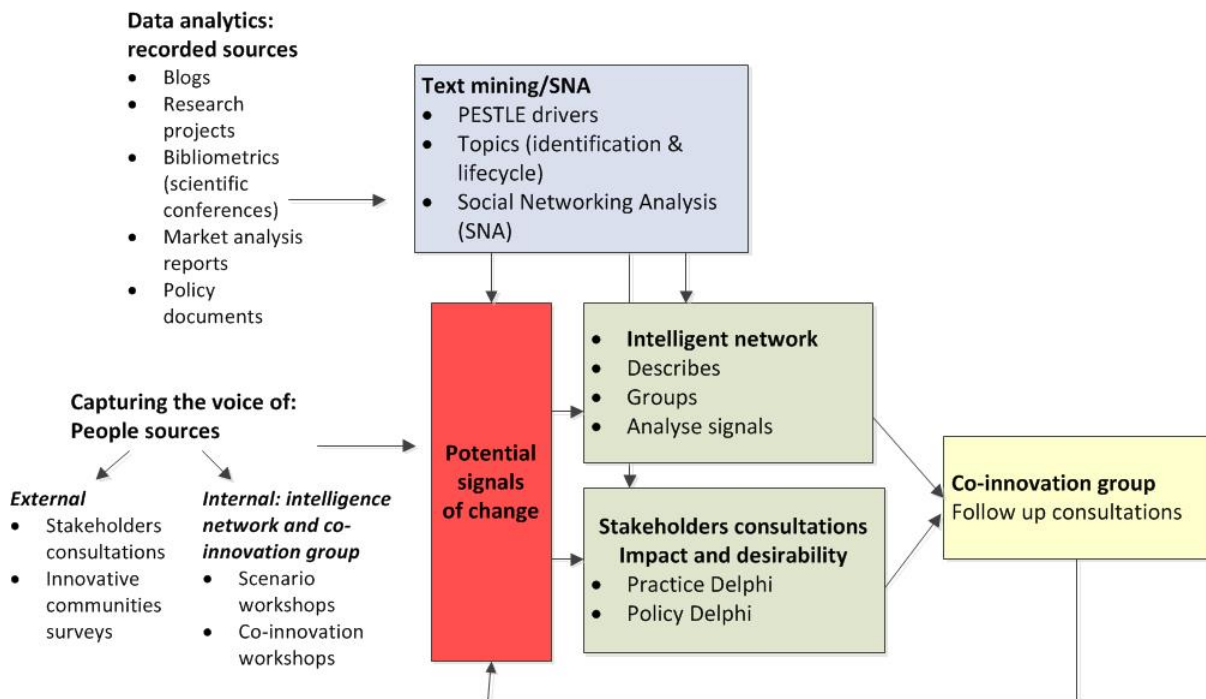 Data analytics:
recorded sources
• Blogs
• Research
projects
• Bibliometrics
(scientific
conferences)
• Market analysis
reports
• Policy
documents
Text mining/SNA
• PESTLE drivers
• Topics (identification &
lifecycle)
• Social Networking Analysis
(SNA)
Capturing the voice of:
People sources
External
• Stakeholders
consultations
• Innovative
communities
surveys
Internal: intelligence
network and co-
innovation group
• Scenario
workshops
• Co-innovation
workshops
Potential
signals
of change
• Intelligent network
• Describes
• Groups
• Analyse signals
Stakeholders consultations
Impact and desirability
• Practice Delphi
• Policy Delphi
Co-innovation group
Follow up consultations